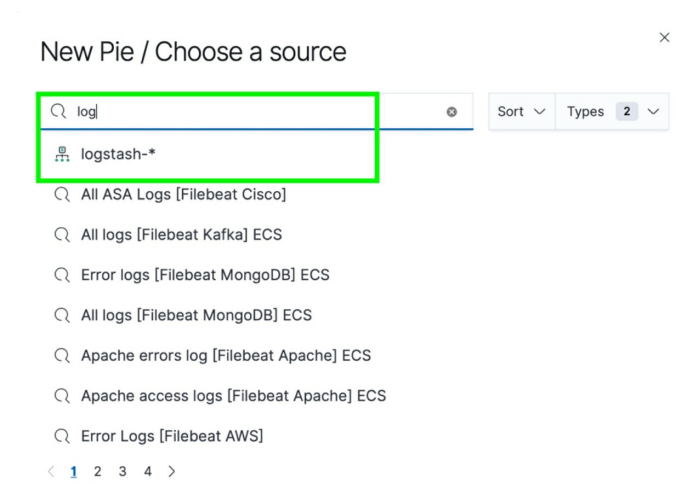 New Pie / Choose a source
log
Sort Types 2
logstash-*
All ASA Logs [Filebeat Cisco]
All logs [Filebeat Kafka] ECS
Error logs [Filebeat MongoDB] ECS
All logs [Filebeat MongoDB] ECS
Apache errors log [Filebeat Apache] ECS
Apache access logs [Filebeat Apache] ECS
Error Logs [Filebeat AWS]
1 2 3 4